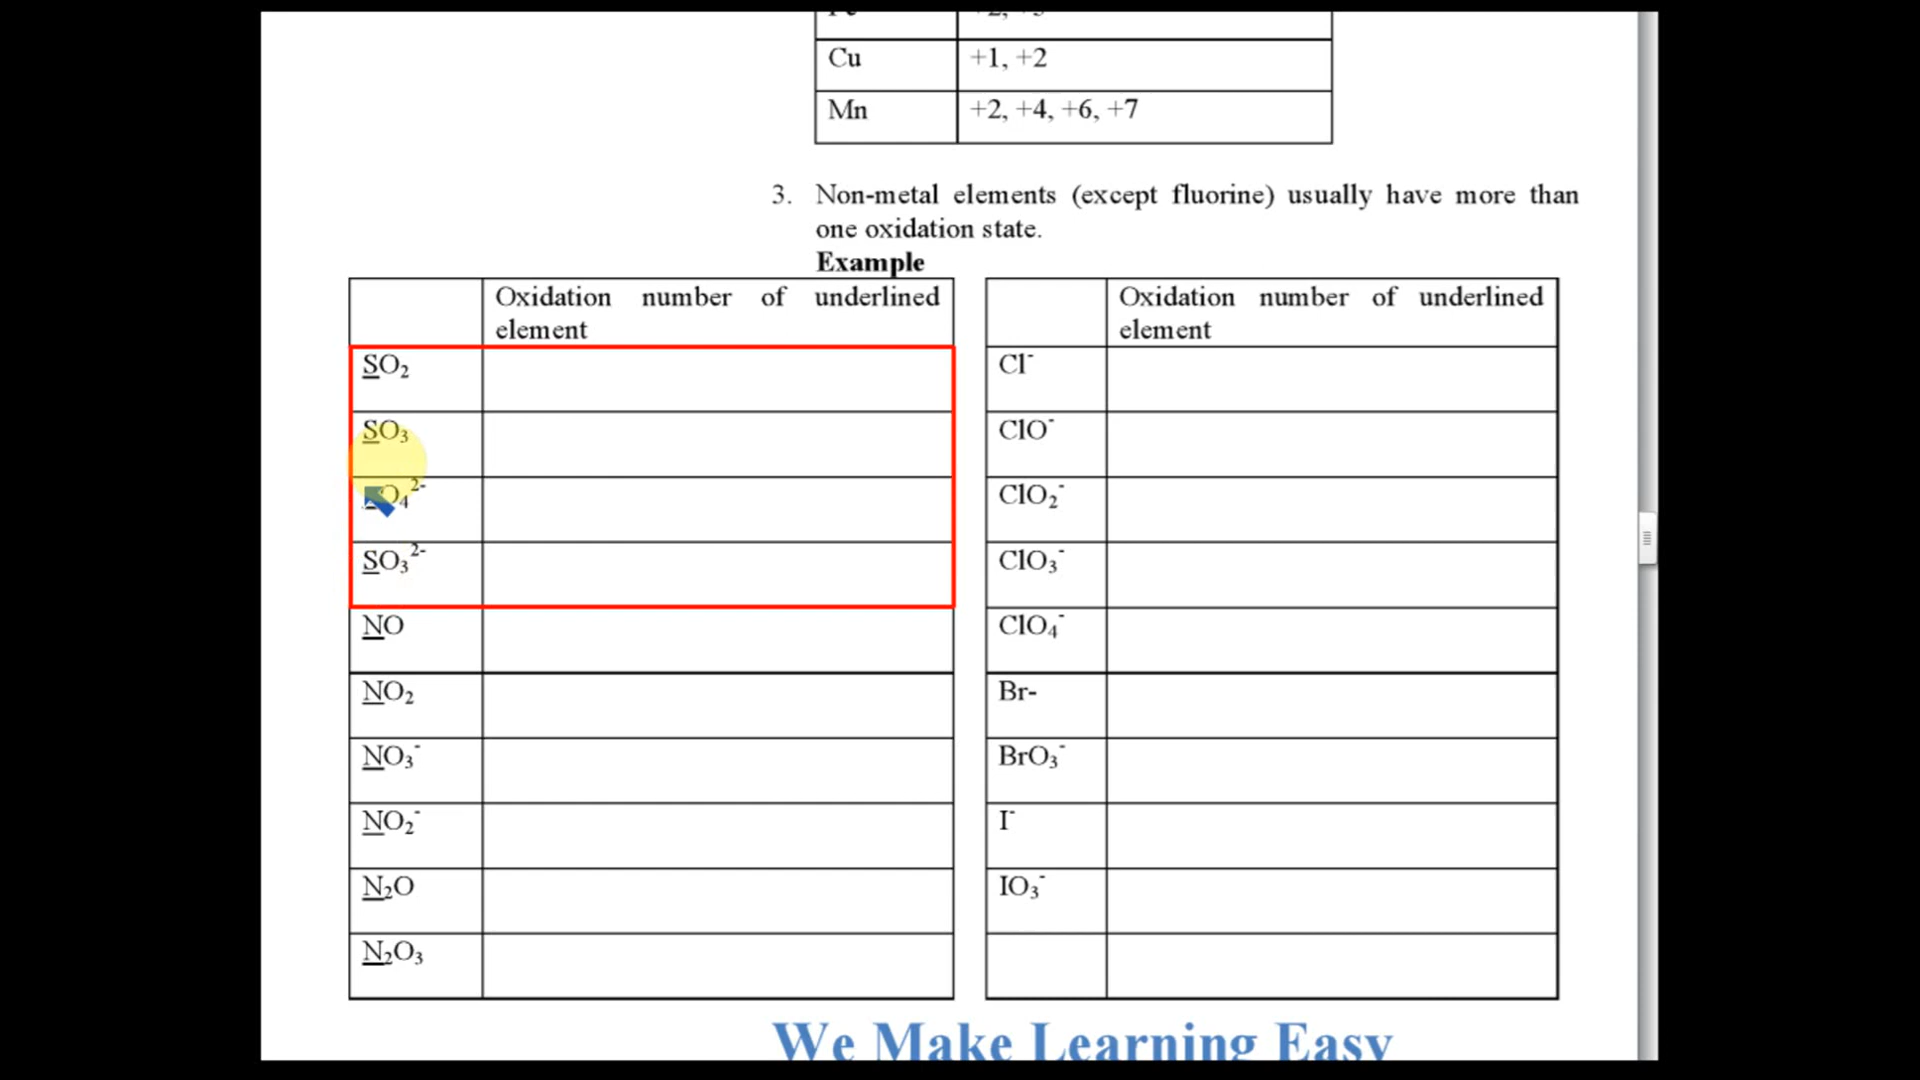 Cu +1, +2
Mn +2, +4, +6, +7
3. Non-metal elements (except fluorine) usually have more than
one oxidation state.
Example
Oxidation number of underlined
element
SO₂
SO₃
O₄²⁻
SO₃²⁻
NO
NO₂
NO₃⁻
NO₂⁻
N₂O
N₂O₃
Oxidation number of underlined
element
Cl⁻
ClO⁻
ClO₂⁻
ClO₃⁻
ClO₄⁻
Br-
BrO₃⁻
I⁻
IO₃⁻
We Make Learning Easy